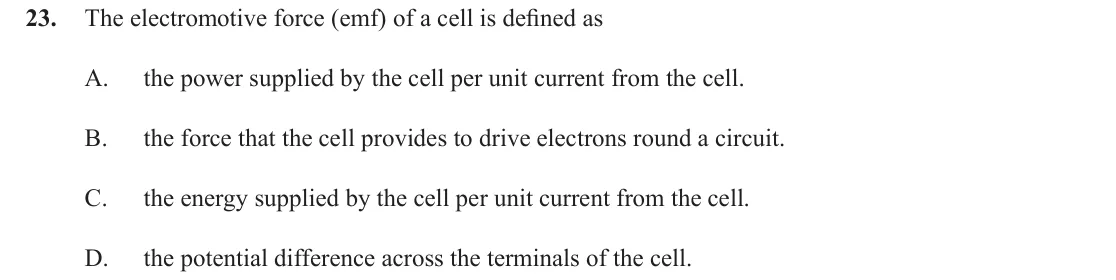 23. The electromotive force (emf) of a cell is defined as
A. the power supplied by the cell per unit current from the cell.
B. the force that the cell provides to drive electrons round a circuit.
C. the energy supplied by the cell per unit current from the cell.
D. the potential difference across the terminals of the cell.